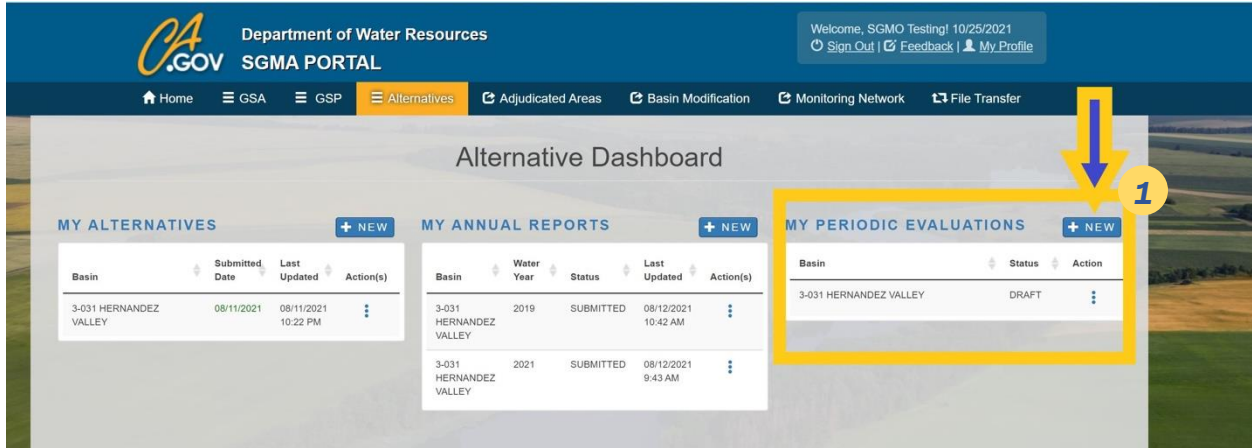 CA.GOV
Department of Water Resources
SGMA PORTAL
Welcome, SGMO Testing! 10/25/2021
Sign Out | Feedback | My Profile
Home GSA GSP Alternatives Adjudicated Areas Basin Modification Monitoring Network File Transfer
Alternative Dashboard
1
MY ALTERNATIVES + NEW
Basin Submitted Date Last Updated Action(s)
3-031 HERNANDEZ VALLEY 08/11/2021 08/11/2021 10:22 PM
MY ANNUAL REPORTS + NEW
Basin Water Year Status Last Updated Action(s)
3-031 HERNANDEZ VALLEY 2019 SUBMITTED 08/12/2021 10:42 AM
3-031 HERNANDEZ VALLEY 2021 SUBMITTED 08/12/2021 9:43 AM
MY PERIODIC EVALUATIONS + NEW
Basin Status Action
3-031 HERNANDEZ VALLEY DRAFT